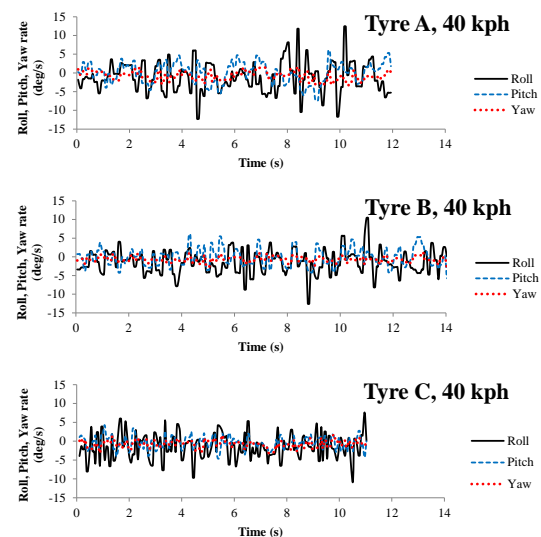 Tyre A, 40 kph
Roll, Pitch, Yaw rate
(deg/s)
15
10
5
0
-5
-10
-15
0 2 4 6 8 10 12 14
Time (s)
Roll
Pitch
Yaw
Tyre B, 40 kph
Roll, Pitch, Yaw rate
(deg/s)
15
10
5
0
-5
-10
-15
0 2 4 6 8 10 12 14
Time (s)
Roll
Pitch
Yaw
Tyre C, 40 kph
Roll, Pitch, Yaw rate
(deg/s)
15
10
5
0
-5
-10
-15
0 2 4 6 8 10 12 14
Time (s)
Roll
Pitch
Yaw